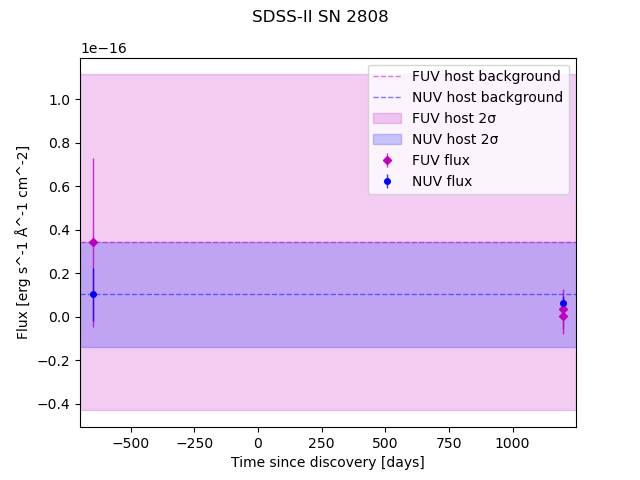 SDSS-II SN 2808
1e−16
FUV host background
NUV host background
FUV host 2σ
NUV host 2σ
FUV flux
NUV flux
1.0
0.8
0.6
0.4
0.2
0.0
−0.2
−0.4
Flux [erg s^-1 Å^-1 cm^-2]
−500 −250 0 250 500 750 1000
Time since discovery [days]